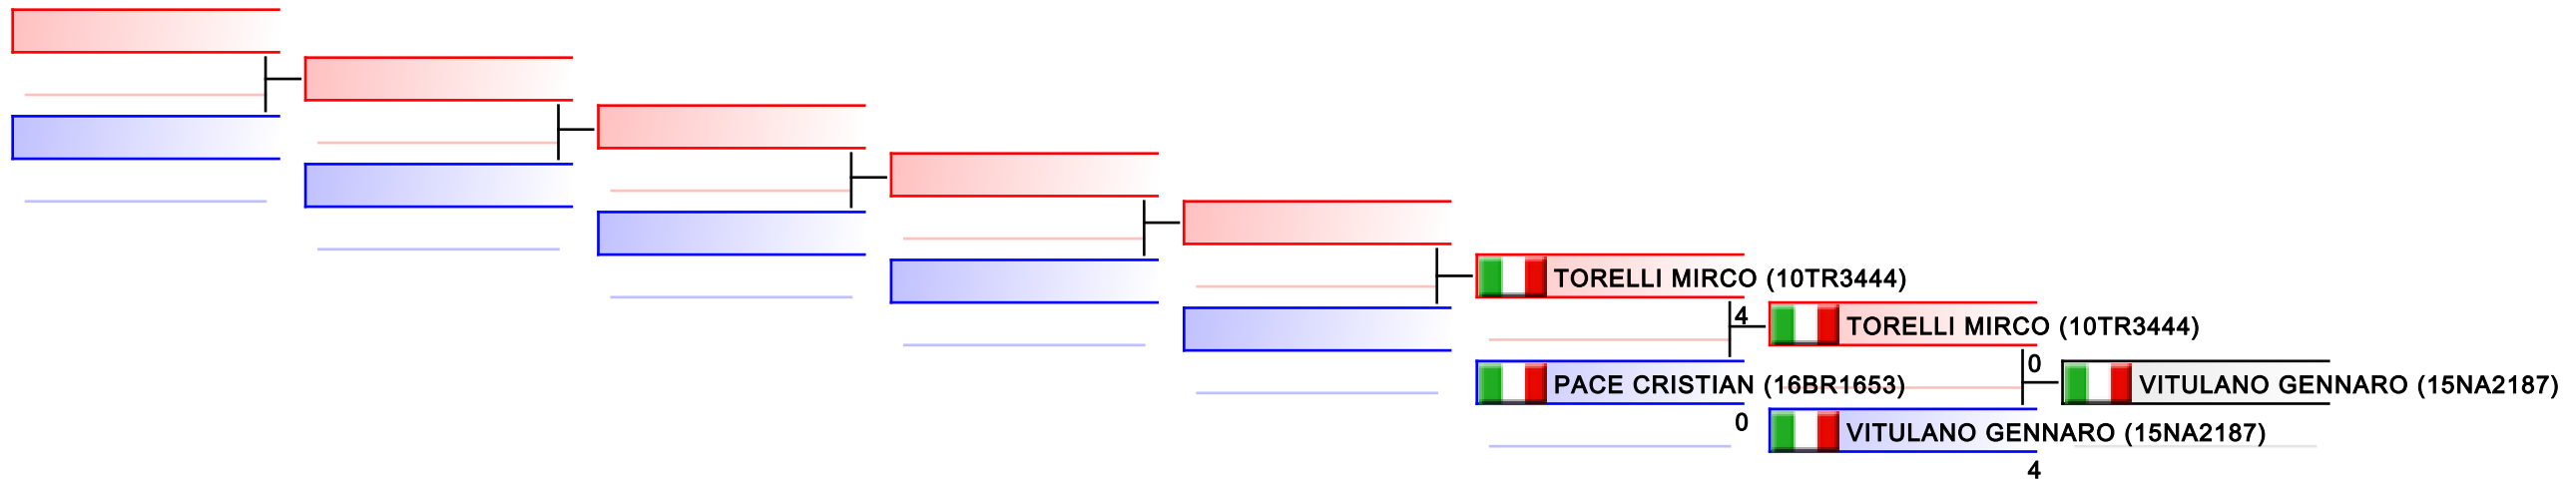 TORELLI MIRCO (10TR3444)
4
TORELLI MIRCO (10TR3444)
PACE CRISTIAN (16BR1653)
0
0
VITULANO GENNARO (15NA2187)
VITULANO GENNARO (15NA2187)
4